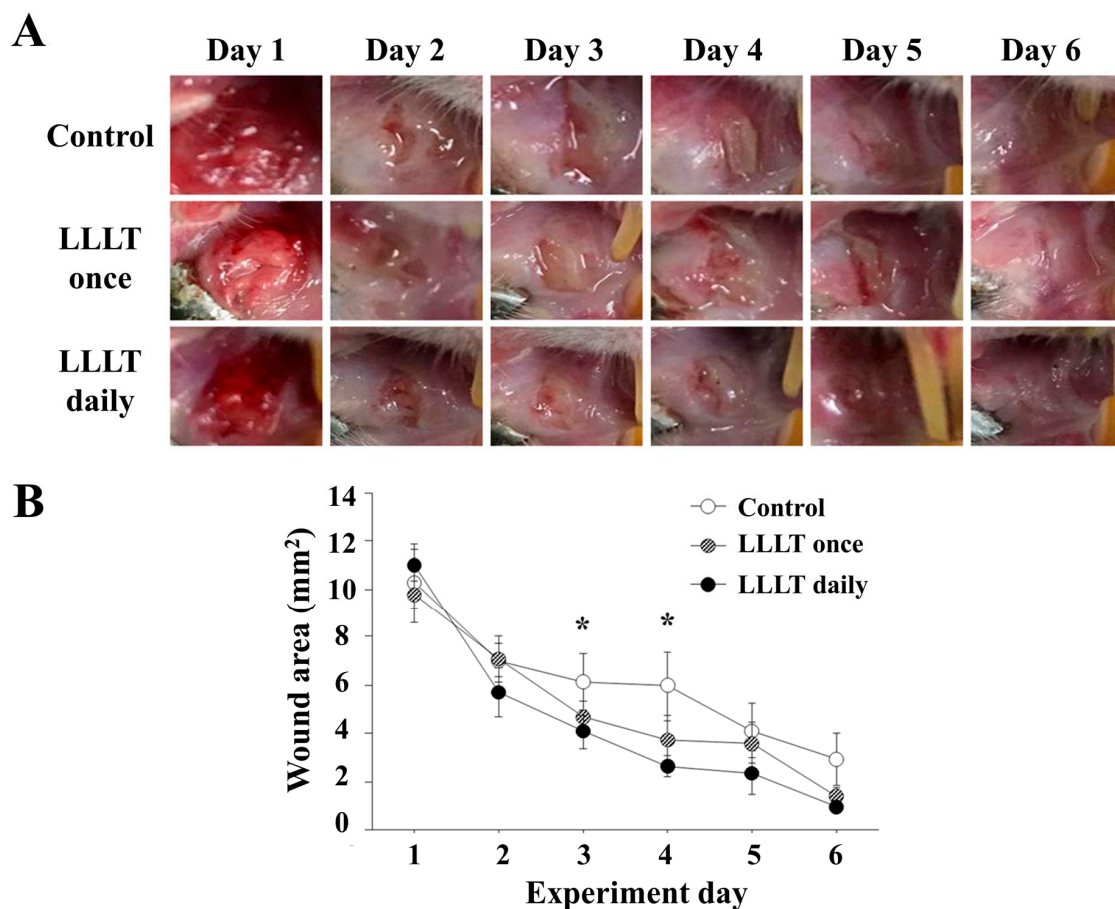 A
Day 1 Day 2 Day 3 Day 4 Day 5 Day 6
Control
LLLT
once
LLLT
daily
B
Wound area (mm²)
14
12
10
8
6
4
2
0
Control
LLLT once
LLLT daily
* *
1 2 3 4 5 6
Experiment day